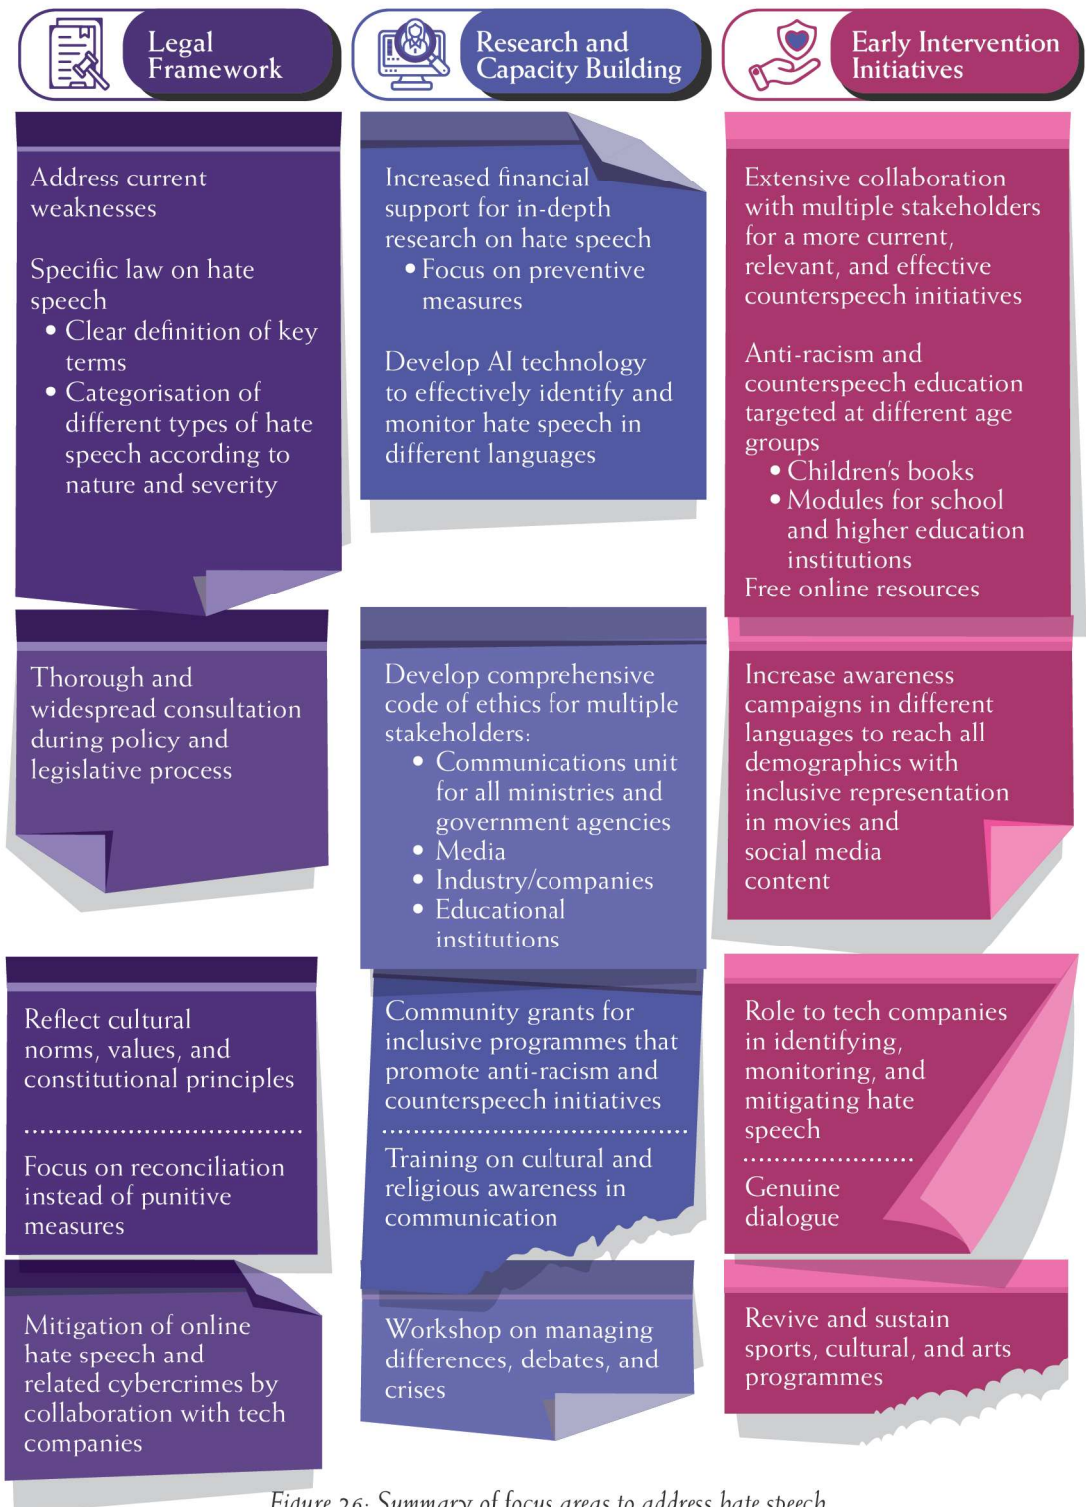 Legal
Framework
Address current
weaknesses
Specific law on hate
speech
• Clear definition of key
terms
• Categorisation of
different types of hate
speech according to
nature and severity
Thorough and
widespread consultation
during policy and
legislative process
Reflect cultural
norms, values, and
constitutional principles
Focus on reconciliation
instead of punitive
measures
Mitigation of online
hate speech and
related cybercrimes by
collaboration with tech
companies
Research and
Capacity Building
Increased financial
support for in-depth
research on hate speech
• Focus on preventive
measures
Develop AI technology
to effectively identify and
monitor hate speech in
different languages
Develop comprehensive
code of ethics for multiple
stakeholders:
• Communications unit
for all ministries and
government agencies
• Media
• Industry/companies
• Educational
institutions
Community grants for
inclusive programmes that
promote anti-racism and
counterspeech initiatives
Training on cultural and
religious awareness in
communication
Workshop on managing
differences, debates, and
crises
Early Intervention
Initiatives
Extensive collaboration
with multiple stakeholders
for a more current,
relevant, and effective
counterspeech initiatives
Anti-racism and
counterspeech education
targeted at different age
groups
• Children's books
• Modules for school
and higher education
institutions
Free online resources
Increase awareness
campaigns in different
languages to reach all
demographics with
inclusive representation
in movies and
social media
content
Role to tech companies
in identifying,
monitoring, and
mitigating hate
speech
Genuine
dialogue
Revive and sustain
sports, cultural, and arts
programmes
Figure 26: Summary of focus areas to address hate speech